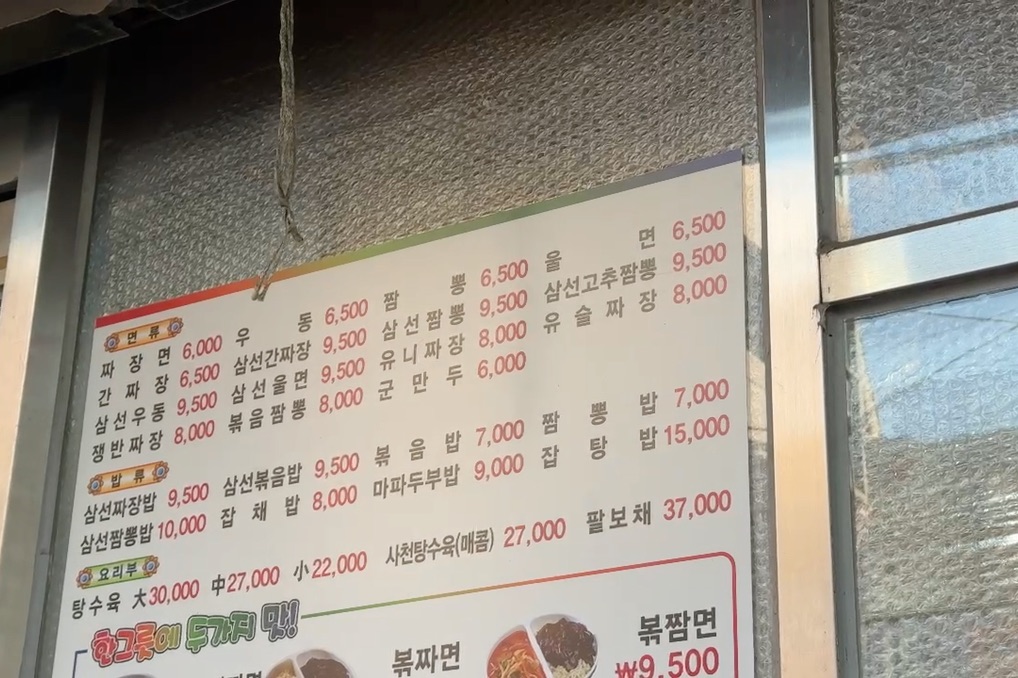 면류
짜장면 6,000 우동 6,500 짬뽕 6,500 울면 6,500
간짜장 6,500 삼선간짜장 9,500 삼선짬뽕 9,500 삼선고추짬뽕 9,500
삼선우동 9,500 삼선울면 9,500 유니짜장 8,000 유슬짜장 8,000
쟁반짜장 8,000 볶음짬뽕 8,000 군만두 6,000
밥류
삼선짜장밥 9,500 삼선볶음밥 9,500 볶음밥 7,000 짬뽕밥 7,000
삼선짬뽕밥 10,000 잡채밥 8,000 마파두부밥 9,000 잡탕밥 15,000
요리부
탕수육 大30,000 中27,000 小22,000 사천탕수육(매콤) 27,000 팔보채 37,000
한그릇에 두가지 맛!
볶짜면
볶짬면
₩9,500